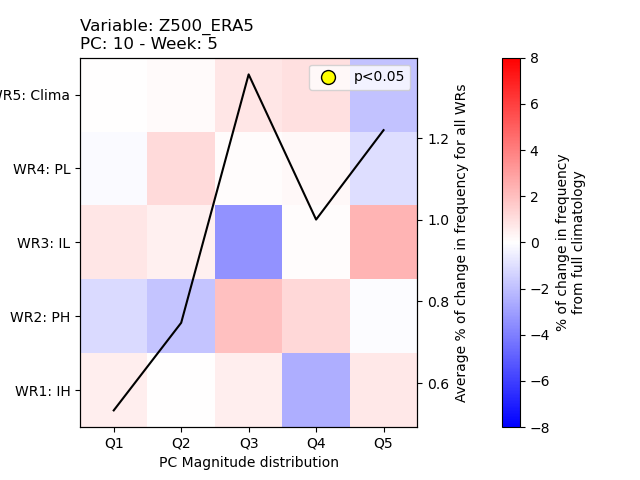 Variable: Z500_ERA5
PC: 10 - Week: 5
p<0.05
WR5: Clima
WR4: PL
WR3: IL
WR2: PH
WR1: IH
Q1 Q2 Q3 Q4 Q5
PC Magnitude distribution
1.2
1.0
0.8
0.6
Average % of change in frequency for all WRs
8
6
4
2
0
−2
−4
−6
−8
% of change in frequency
from full climatology